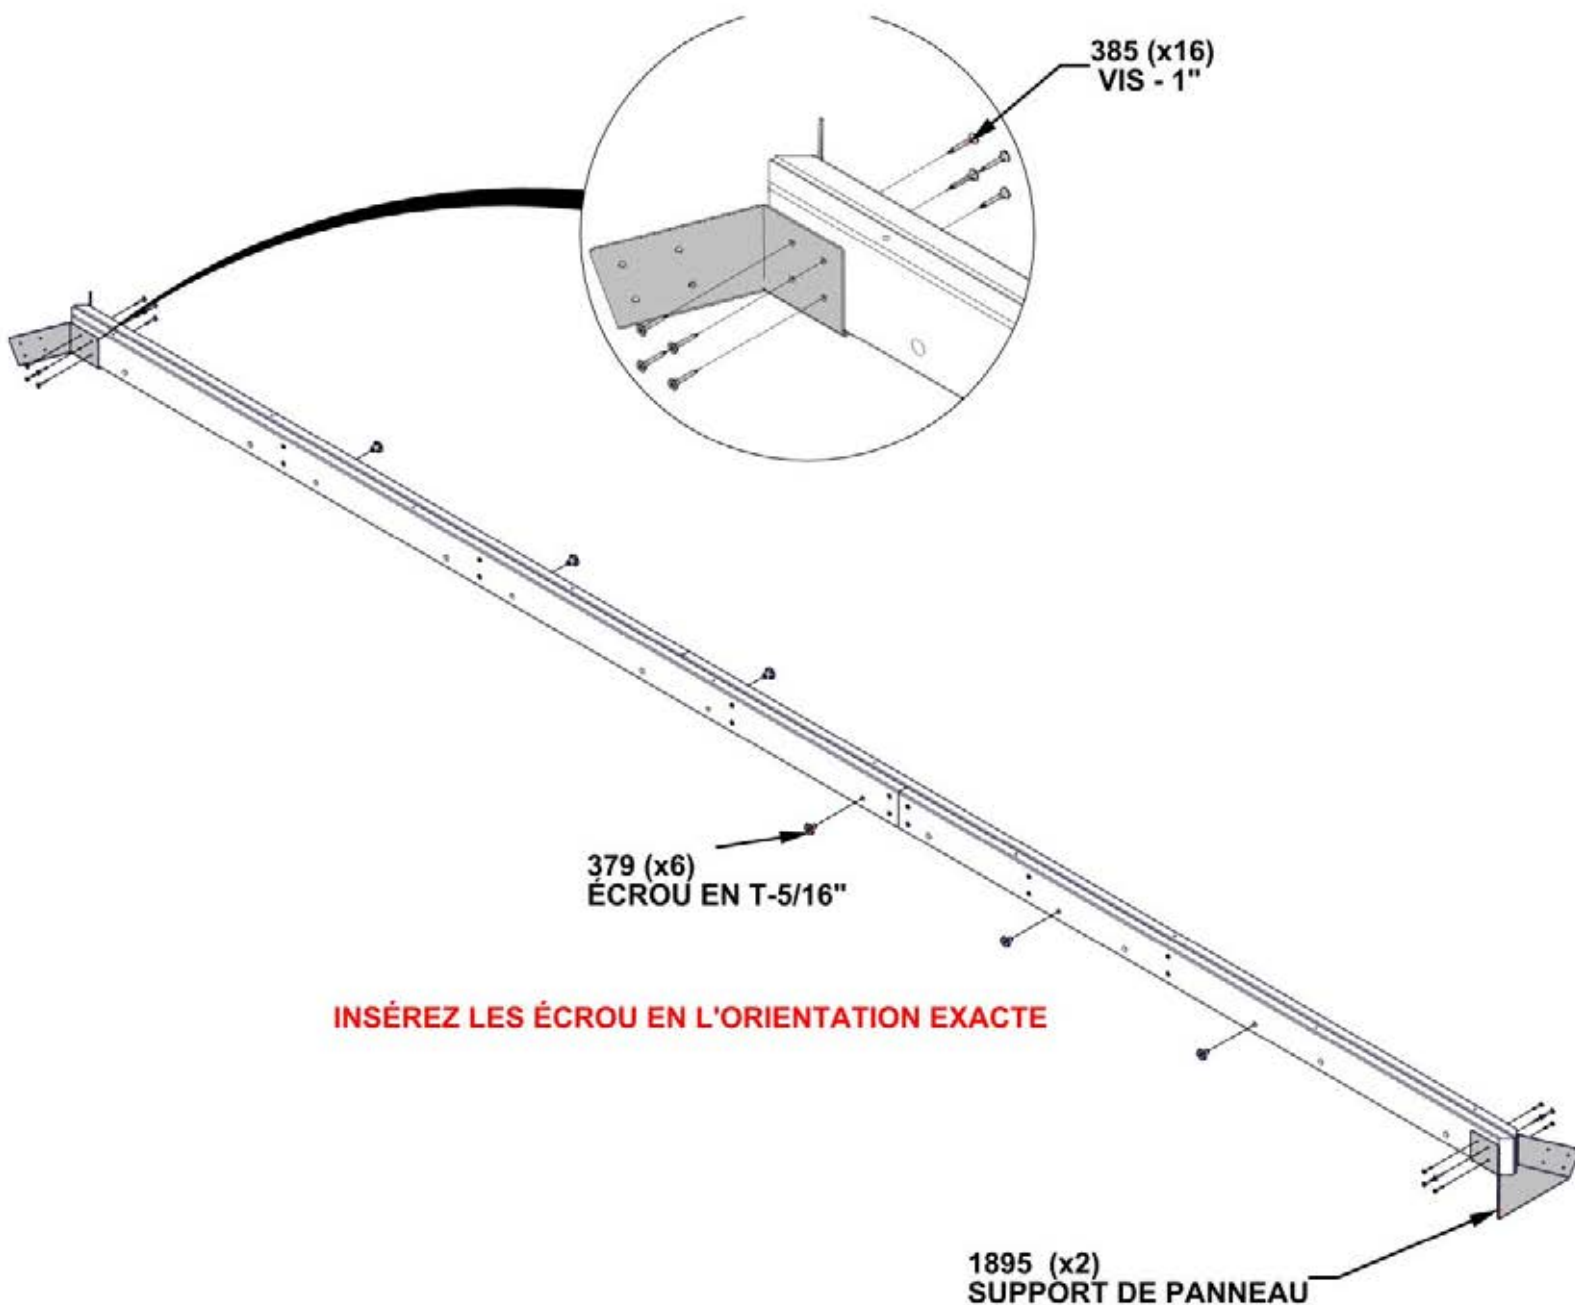 385 (x16)
VIS - 1"
379 (x6)
ÉCROU EN T-5/16"
INSÉREZ LES ÉCROU EN L'ORIENTATION EXACTE
1895 (x2)
SUPPORT DE PANNEAU